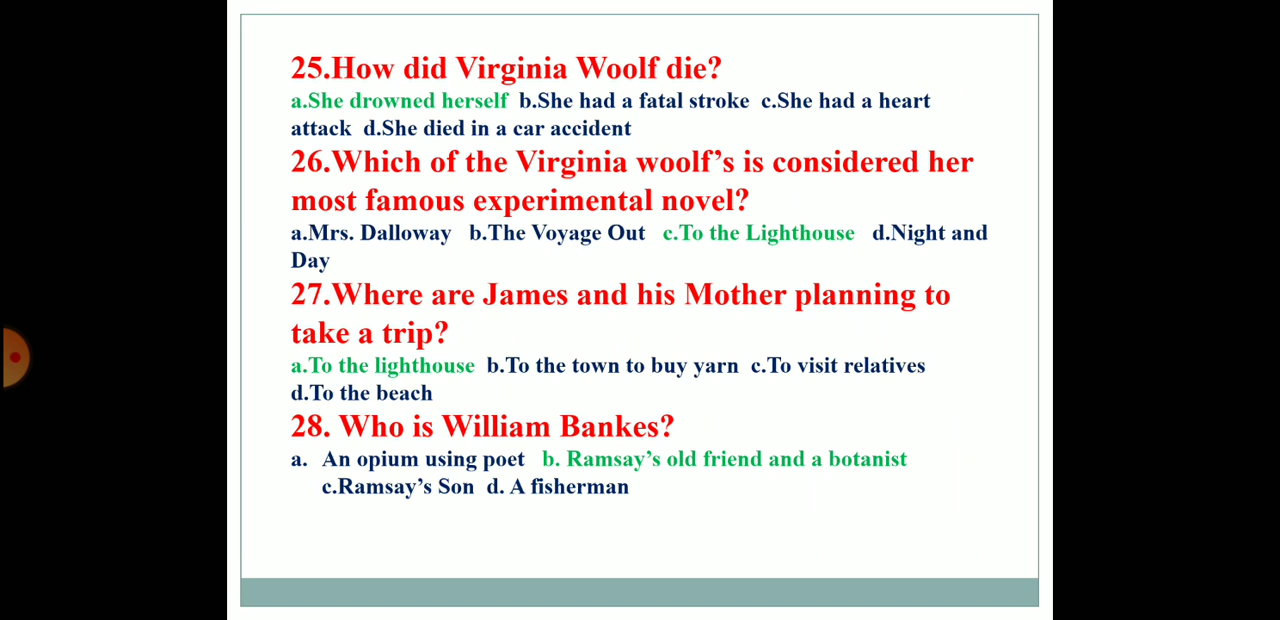 25.How did Virginia Woolf die?
a.She drowned herself b.She had a fatal stroke c.She had a heart
attack d.She died in a car accident
26.Which of the Virginia woolf’s is considered her
most famous experimental novel?
a.Mrs. Dalloway b.The Voyage Out c.To the Lighthouse d.Night and
Day
27.Where are James and his Mother planning to
take a trip?
a.To the lighthouse b.To the town to buy yarn c.To visit relatives
d.To the beach
28. Who is William Bankes?
a. An opium using poet b. Ramsay’s old friend and a botanist
c.Ramsay’s Son d. A fisherman